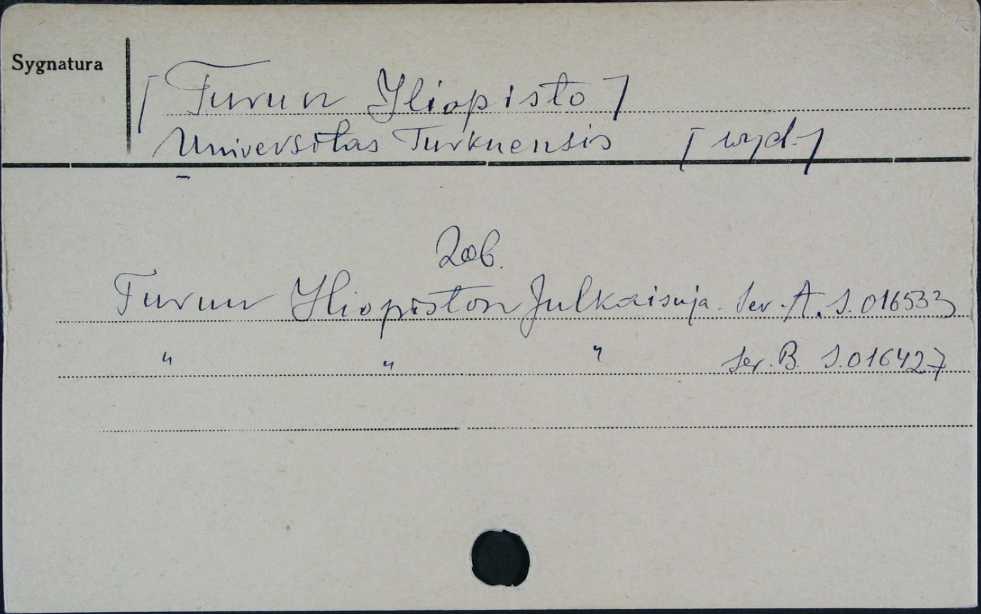 Sygnatura
[ Turun Yliopisto ]
Universitas Turkuensis [ wyd. ]
Zob.
Turun Yliopiston Julkaisuja. Ser. A. S. 016533
" " " Ser. B. S. 016427